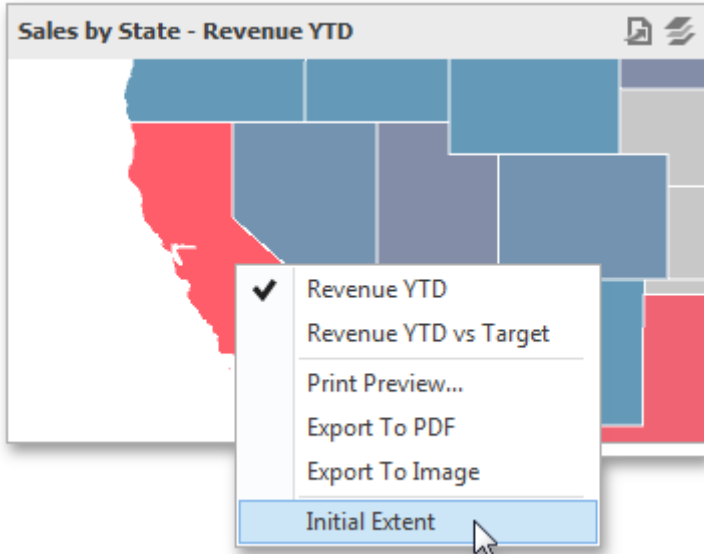 Sales by State - Revenue YTD
Revenue YTD
Revenue YTD vs Target
Print Preview...
Export To PDF
Export To Image
Initial Extent